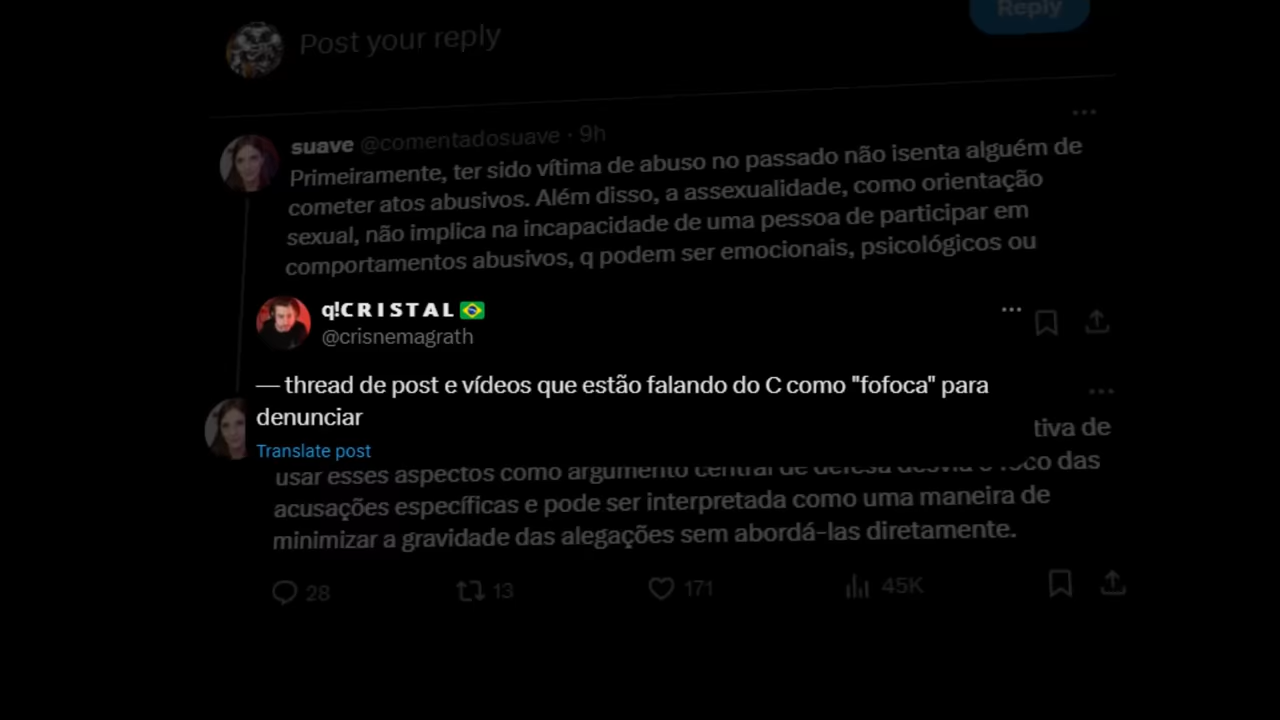 Post your reply
Reply
suave @comentadosuave · 9h
Primeiramente, ter sido vítima de abuso no passado não isenta alguém de
cometer atos abusivos. Além disso, a assexualidade, como orientação
sexual, não implica na incapacidade de uma pessoa de participar em
comportamentos abusivos, q podem ser emocionais, psicológicos ou
q!CRISTAL🇧🇷
@crisnemagrath
— thread de post e vídeos que estão falando do C como "fofoca" para
denunciar
Translate post
tiva de
usar esses aspectos como argumento central de defesa desvia o foco das
acusações específicas e pode ser interpretada como uma maneira de
minimizar a gravidade das alegações sem abordá-las diretamente.
28 13 171 45K